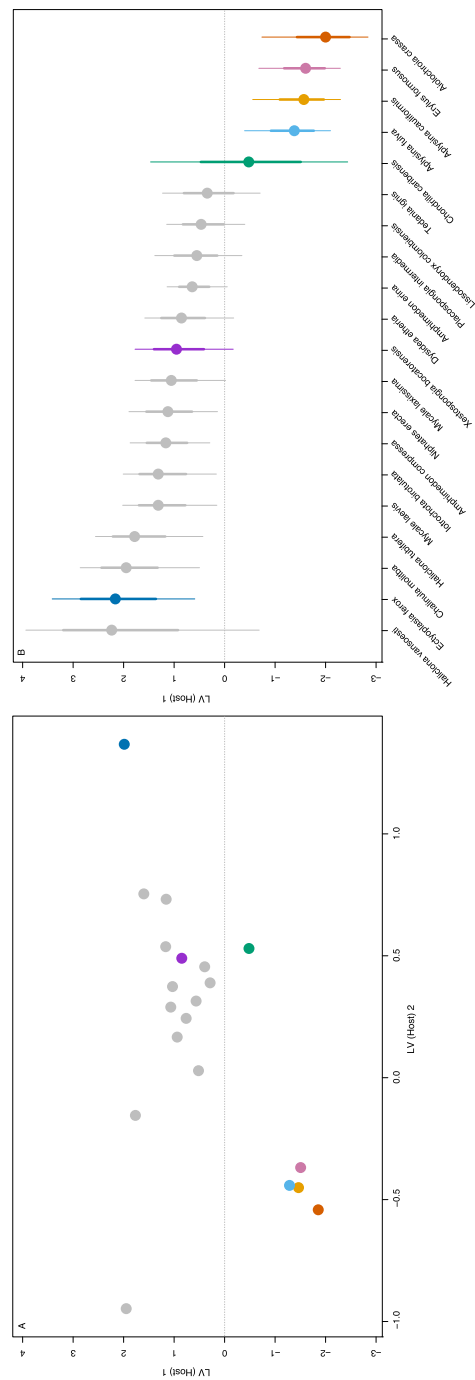 A
4
3
2
1
0
−1
−2
−3
LV (Host) 1
−1.0
−0.5
0.0
0.5
1.0
LV (Host) 2
B
4
3
2
1
0
−1
−2
−3
LV (Host) 1
Haliclona vansoesti
Ectyoplasia ferox
Chalinula molitba
Haliclona tubifera
Mycale laevis
Iotrochota birotulata
Amphimedon compressa
Niphates erecta
Mycale laxissima
Xestospongia bocatorensis
Dysidea etheria
Amphimedon erina
Placospongia intermedia
Lissodendoryx colombiensis
Tedania ignis
Chondrilla caribensis
Aplysina fulva
Aplysina cauliformis
Erylus formosus
Aiolochroia crassa